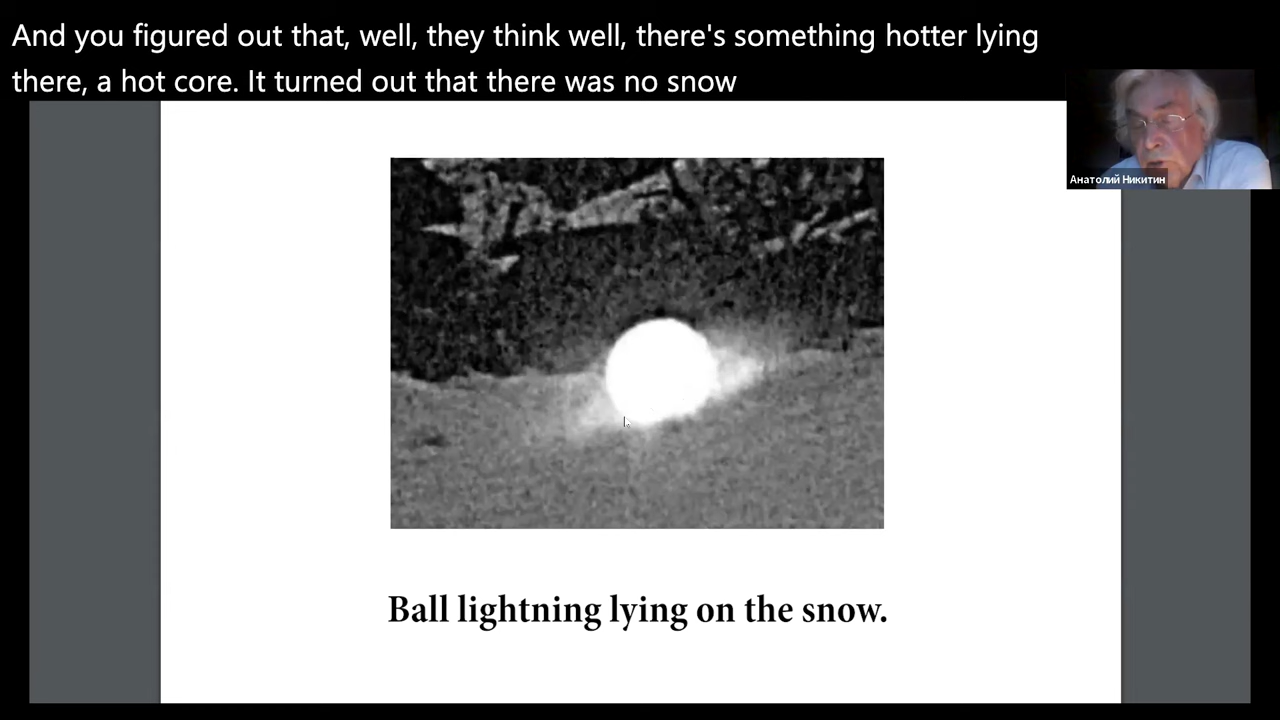 And you figured out that, well, they think well, there's something hotter lying
there, a hot core. It turned out that there was no snow
Анатолий Никитин
Ball lightning lying on the snow.